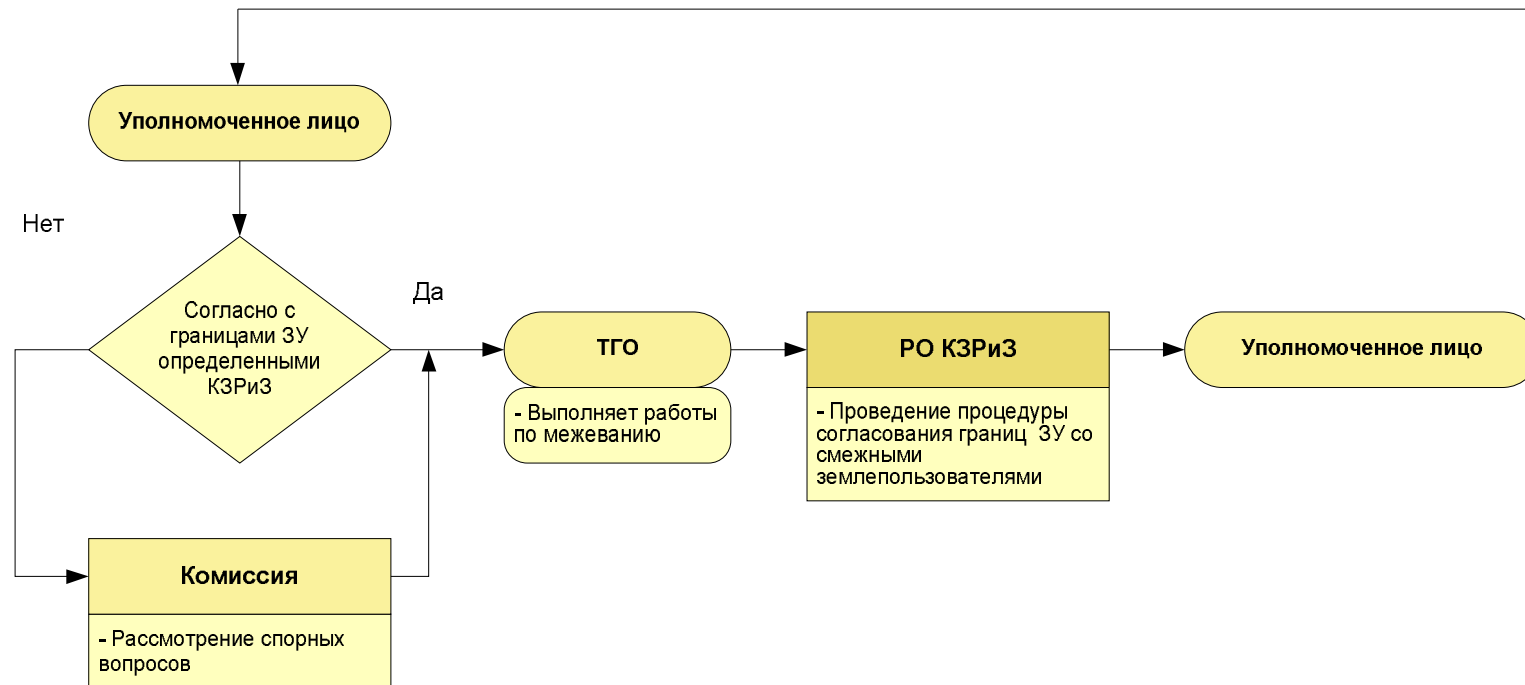 Уполномоченное лицо
Нет
Согласно с
границами ЗУ
определенными
КЗРиЗ
Да
ТГО
- Выполняет работы
по межеванию
РО КЗРиЗ
- Проведение процедуры
согласования границ ЗУ со
смежными
землепользователями
Уполномоченное лицо
Комиссия
- Рассмотрение спорных
вопросов